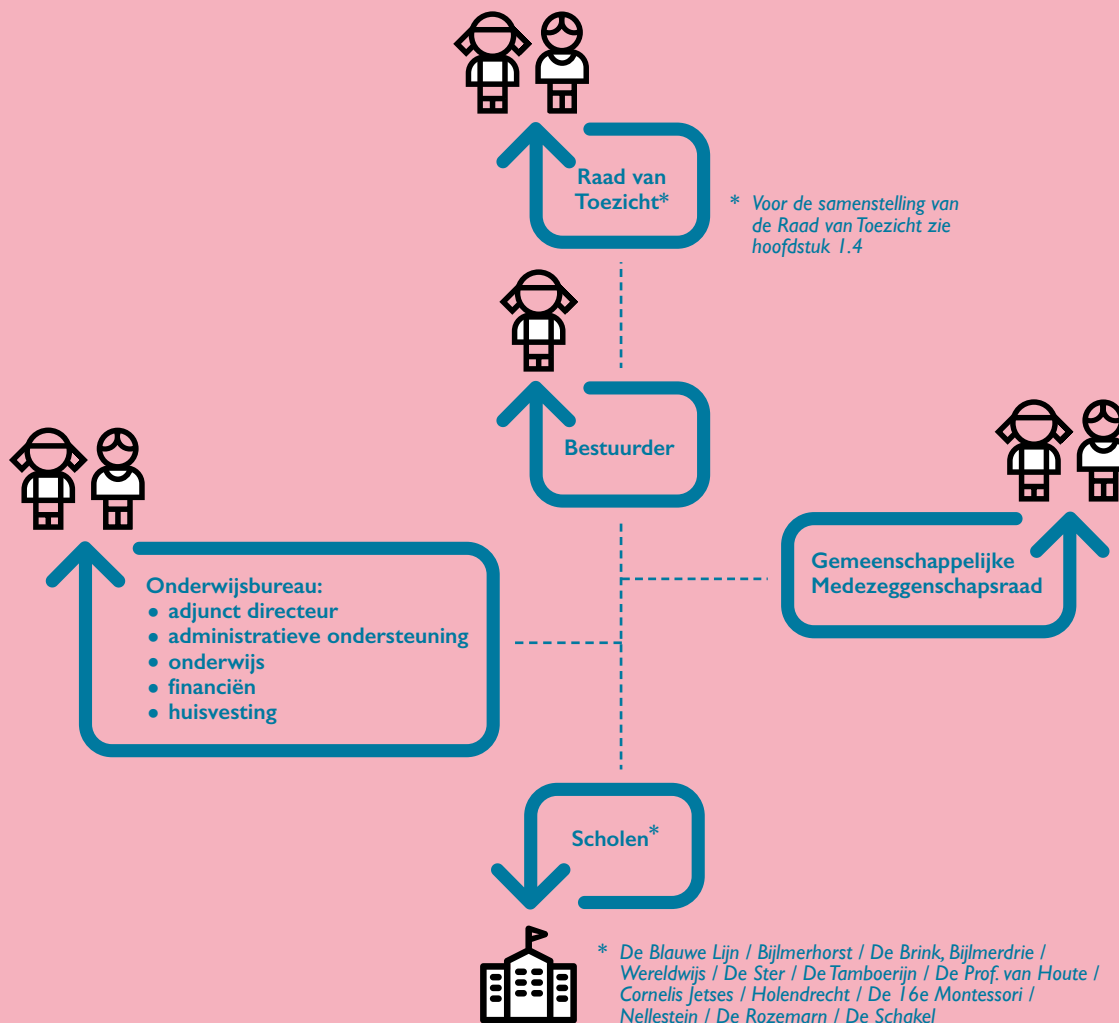 Raad van
Toezicht*
* Voor de samenstelling van
de Raad van Toezicht zie
hoofdstuk 1.4
Bestuurder
Gemeenschappelijke
Medezeggenschapsraad
Onderwijsbureau:
• adjunct directeur
• administratieve ondersteuning
• onderwijs
• financiën
• huisvesting
Scholen*
* De Blauwe Lijn / Bijlmerhorst / De Brink, Bijlmerdrie /
Wereldwijs / De Ster / De Tamboerijn / De Prof. van Houte /
Cornelis Jetses / Holendrecht / De 16e Montessori /
Nellestein / De Rozemarn / De Schakel